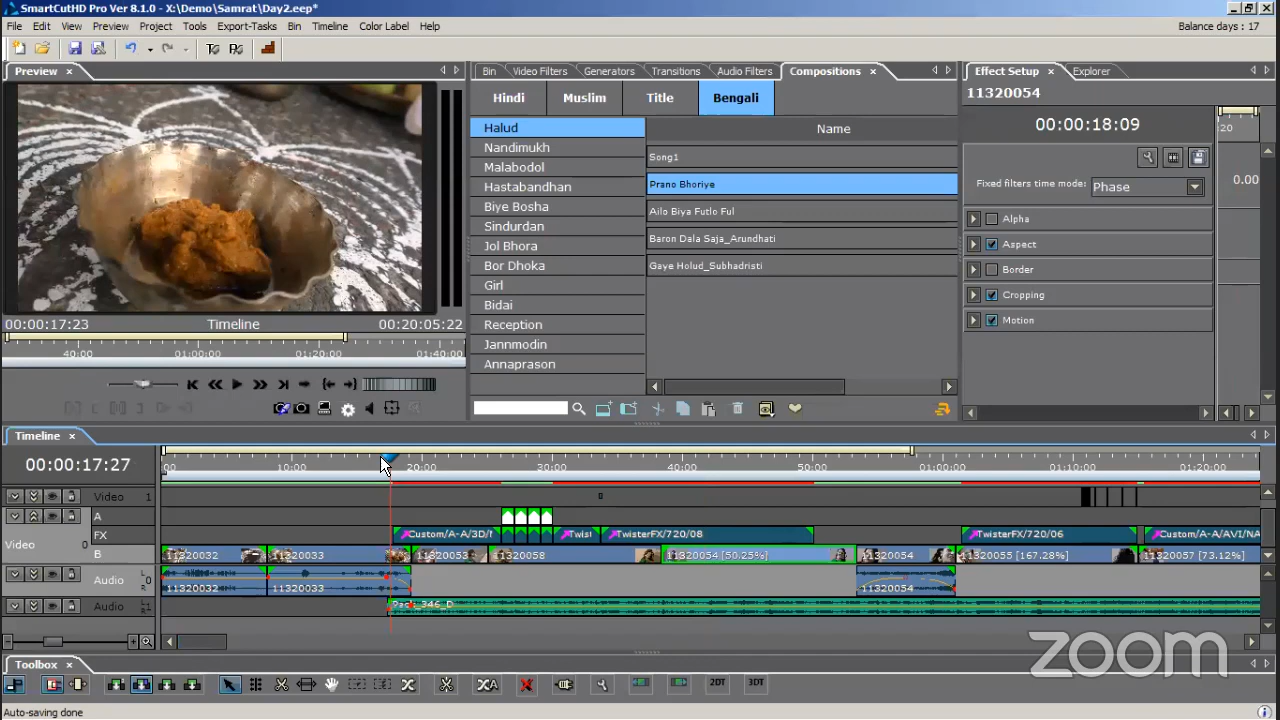 SmartCutHD Pro Ver 8.1.0 - X:\Demo\Samrat\Day2.eep*
File Edit View Preview Project Tools Export-Tasks Bin Timeline Color Label Help Balance days : 17
Preview
Bin Video Filters Generators Transitions Audio Filters Compositions
Effect Setup Explorer
11320054
Hindi Muslim Title Bengali
00:00:18:09
:20
0.00
Fixed filters time mode: Phase
Alpha
Aspect
Border
Cropping
Motion
Halud
Nandimukh
Malabodol
Hastabandhan
Biye Bosha
Sindurdan
Jol Bhora
Bor Dhoka
Girl
Bidai
Reception
Jannmodin
Annaprason
Name
Song1
Prano Bhoriye
Ailo Biya Futlo Ful
Baron Dala Saja_Arundhati
Gaye Holud_Subhadristi
00:00:17:23 Timeline 00:20:05:22
40:00 01:00:00 01:20:00 01:40:00
Timeline
00:00:17:27
00 10:00 20:00 30:00 40:00 50:00 01:00:00 01:10:00 01:20:00
Video 1
A
FX Custom/A-A/3D/ Twist TwisterFX/720/08 TwisterFX/720/06 Custom/A-A/AVI/NA
Video 0
B 11320032 11320033 1132005 11320058 11320054 [50.25%] 11320054 11320055 [167.28%] 11320057 [73.12%]
Audio 0 11320032 11320033 11320054
Audio 346_D
zoom
Toolbox
2DT 3DT
Auto-saving done